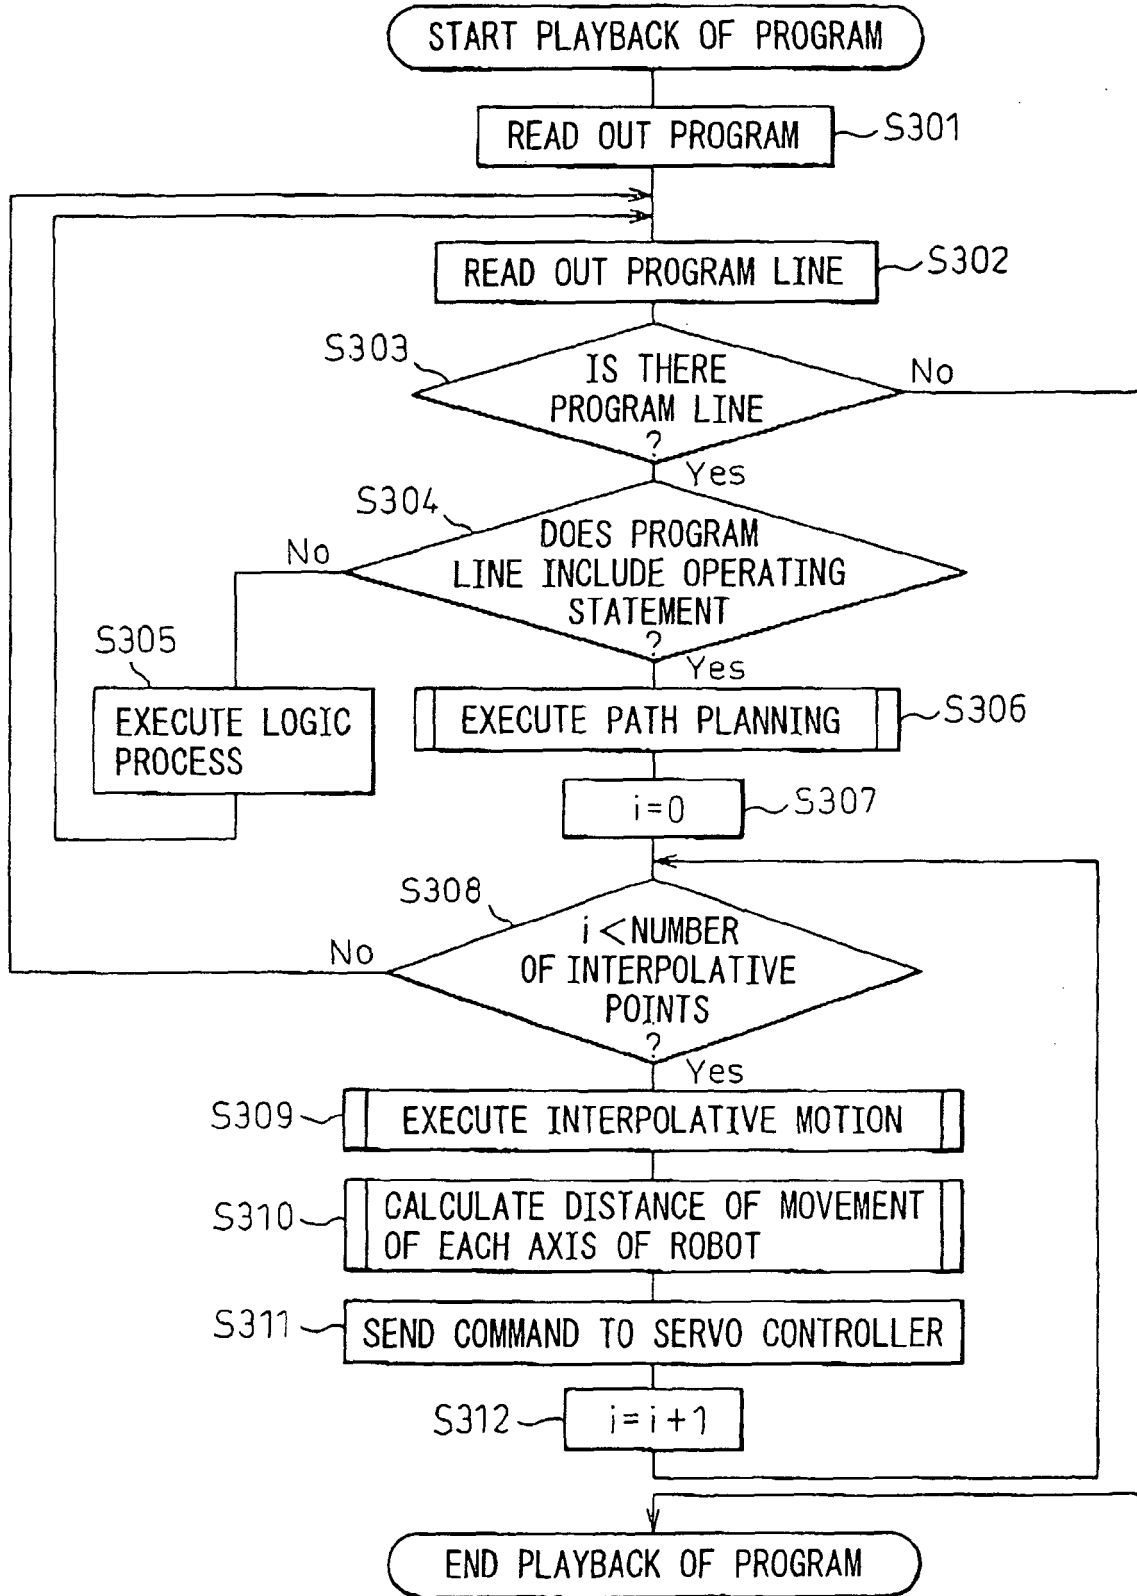 START PLAYBACK OF PROGRAM
READ OUT PROGRAM
S301
READ OUT PROGRAM LINE
S302
S303
IS THERE
PROGRAM LINE
?
No
Yes
S304
DOES PROGRAM
LINE INCLUDE OPERATING
STATEMENT
?
No
Yes
S305
EXECUTE LOGIC
PROCESS
EXECUTE PATH PLANNING
S306
i=0
S307
S308
i<NUMBER
OF INTERPOLATIVE
POINTS
?
No
Yes
S309
EXECUTE INTERPOLATIVE MOTION
S310
CALCULATE DISTANCE OF MOVEMENT
OF EACH AXIS OF ROBOT
S311
SEND COMMAND TO SERVO CONTROLLER
S312
i=i+1
END PLAYBACK OF PROGRAM